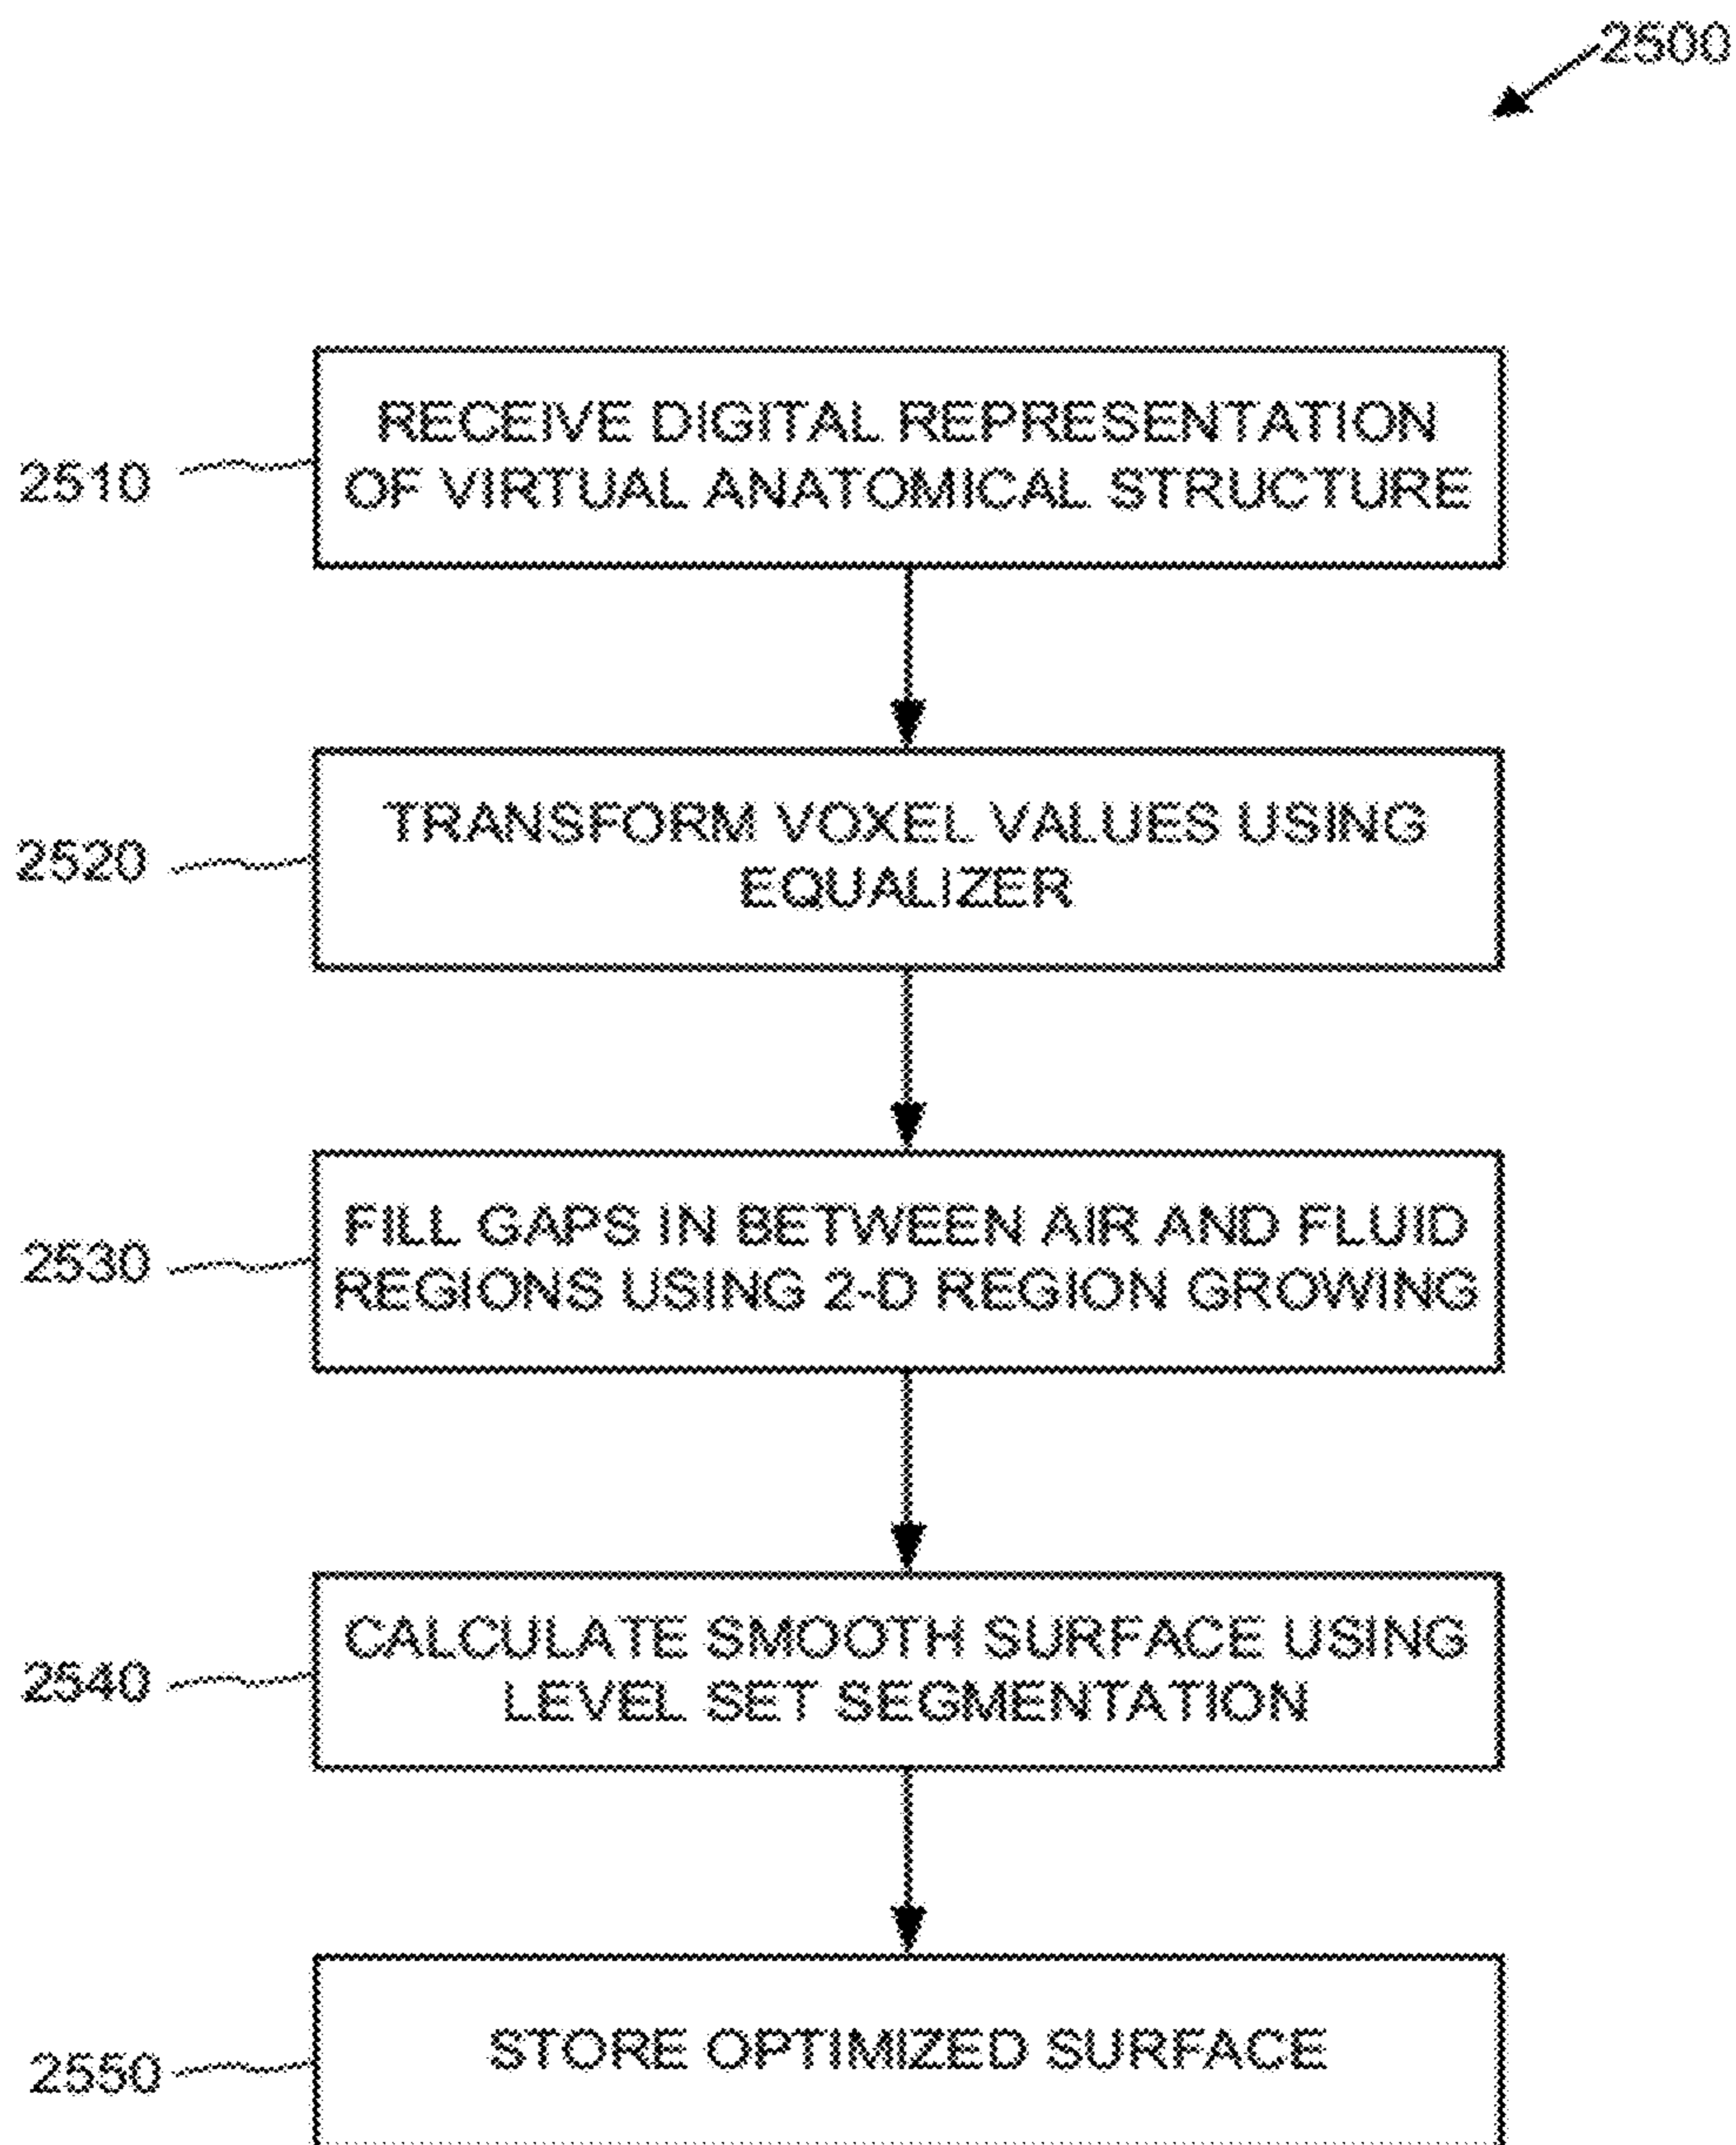 2500
2510
RECEIVE DIGITAL REPRESENTATION
OF VIRTUAL ANATOMICAL STRUCTURE
2520
TRANSFORM VOXEL VALUES USING
EQUALIZER
2530
FILL GAPS IN BETWEEN AIR AND FLUID
REGIONS USING 2-D REGION GROWING
2540
CALCULATE SMOOTH SURFACE USING
LEVEL SET SEGMENTATION
2550
STORE OPTIMIZED SURFACE